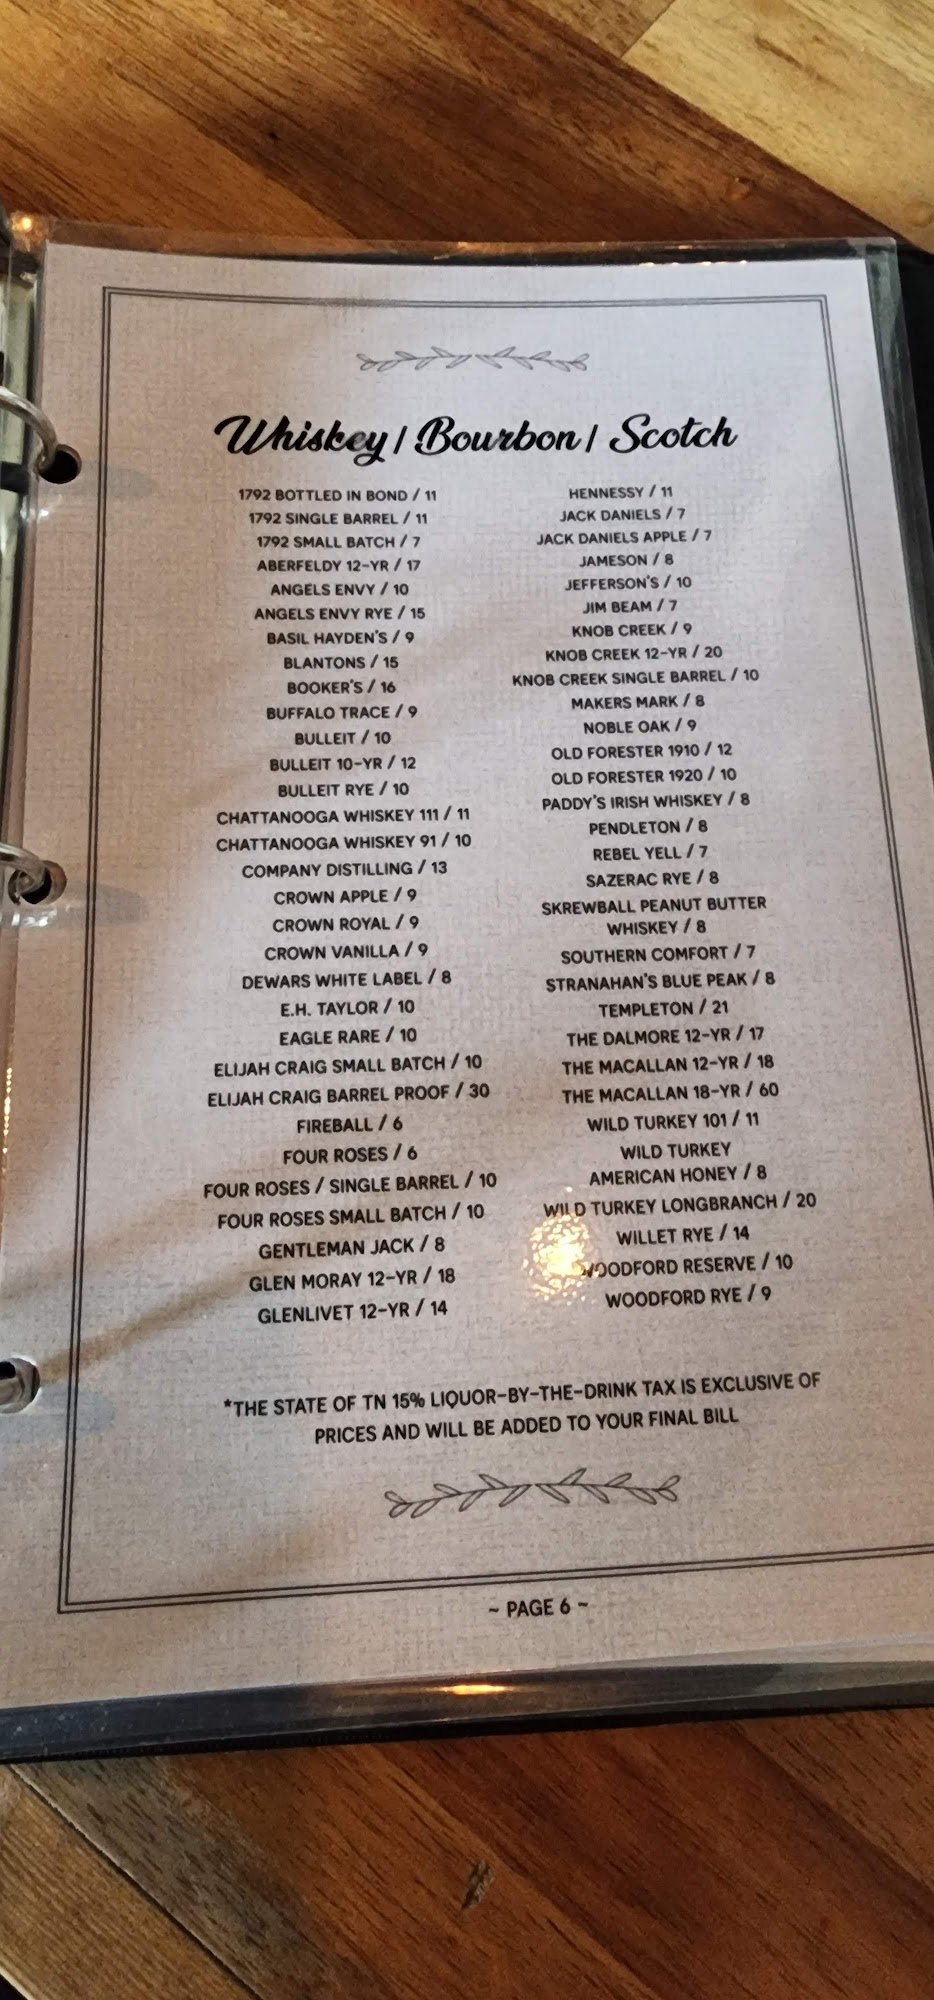 Whiskey / Bourbon / Scotch
1792 BOTTLED IN BOND / 11
1792 SINGLE BARREL / 11
1792 SMALL BATCH / 7
ABERFELDY 12-YR / 17
ANGELS ENVY / 10
ANGELS ENVY RYE / 15
BASIL HAYDEN'S / 9
BLANTONS / 15
BOOKER'S / 16
BUFFALO TRACE / 9
BULLEIT / 10
BULLEIT 10-YR / 12
BULLEIT RYE / 10
CHATTANOOGA WHISKEY 111 / 11
CHATTANOOGA WHISKEY 91 / 10
COMPANY DISTILLING / 13
CROWN APPLE / 9
CROWN ROYAL / 9
CROWN VANILLA / 9
DEWARS WHITE LABEL / 8
E.H. TAYLOR / 10
EAGLE RARE / 10
ELIJAH CRAIG SMALL BATCH / 10
ELIJAH CRAIG BARREL PROOF / 30
FIREBALL / 6
FOUR ROSES / 6
FOUR ROSES / SINGLE BARREL / 10
FOUR ROSES SMALL BATCH / 10
GENTLEMAN JACK / 8
GLEN MORAY 12-YR / 18
GLENLIVET 12-YR / 14
HENNESSY / 11
JACK DANIELS / 7
JACK DANIELS APPLE / 7
JAMESON / 8
JEFFERSON'S / 10
JIM BEAM / 7
KNOB CREEK / 9
KNOB CREEK 12-YR / 20
KNOB CREEK SINGLE BARREL / 10
MAKERS MARK / 8
NOBLE OAK / 9
OLD FORESTER 1910 / 12
OLD FORESTER 1920 / 10
PADDY'S IRISH WHISKEY / 8
PENDLETON / 8
REBEL YELL / 7
SAZERAC RYE / 8
SKREWBALL PEANUT BUTTER
WHISKEY / 8
SOUTHERN COMFORT / 7
STRANAHAN'S BLUE PEAK / 8
TEMPLETON / 21
THE DALMORE 12-YR / 17
THE MACALLAN 12-YR / 18
THE MACALLAN 18-YR / 60
WILD TURKEY 101 / 11
WILD TURKEY
AMERICAN HONEY / 8
WILD TURKEY LONGBRANCH / 20
WILLET RYE / 14
WOODFORD RESERVE / 10
WOODFORD RYE / 9
*THE STATE OF TN 15% LIQUOR-BY-THE-DRINK TAX IS EXCLUSIVE OF
PRICES AND WILL BE ADDED TO YOUR FINAL BILL
~ PAGE 6 ~